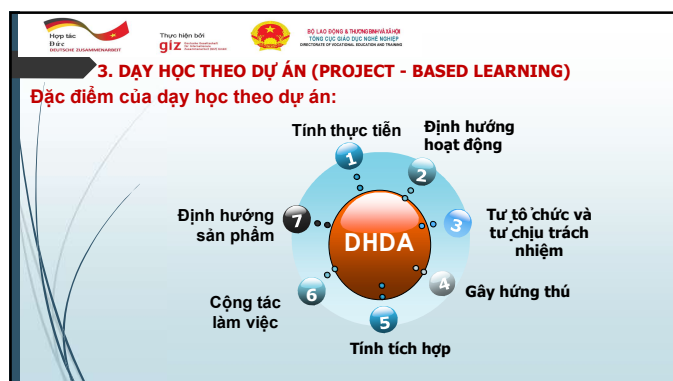 Hợp tác
Đức
DEUTSCHE ZUSAMMENARBEIT
Thực hiện bởi
giz
BỘ LAO ĐỘNG & THƯƠNG BINH VÀ XÃ HỘI
TỔNG CỤC GIÁO DỤC NGHỀ NGHIỆP
DIRECTORATE OF VOCATIONAL EDUCATION AND TRAINING
3. DẠY HỌC THEO DỰ ÁN (PROJECT - BASED LEARNING)
Đặc điểm của dạy học theo dự án:
Tính thực tiễn
1
Định hướng
hoạt động
2
Tự tổ chức và
tự chịu trách
nhiệm
3
Gây hứng thú
4
Tính tích hợp
5
Cộng tác
làm việc
6
Định hướng
sản phẩm
7
DHDA